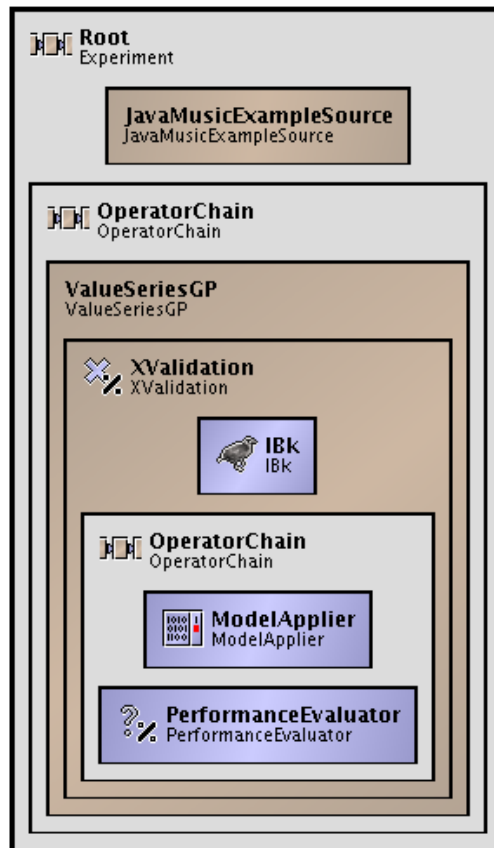 Root
Experiment
JavaMusicExampleSource
JavaMusicExampleSource
OperatorChain
OperatorChain
ValueSeriesGP
ValueSeriesGP
XValidation
XValidation
IBk
IBk
OperatorChain
OperatorChain
ModelApplier
ModelApplier
PerformanceEvaluator
PerformanceEvaluator